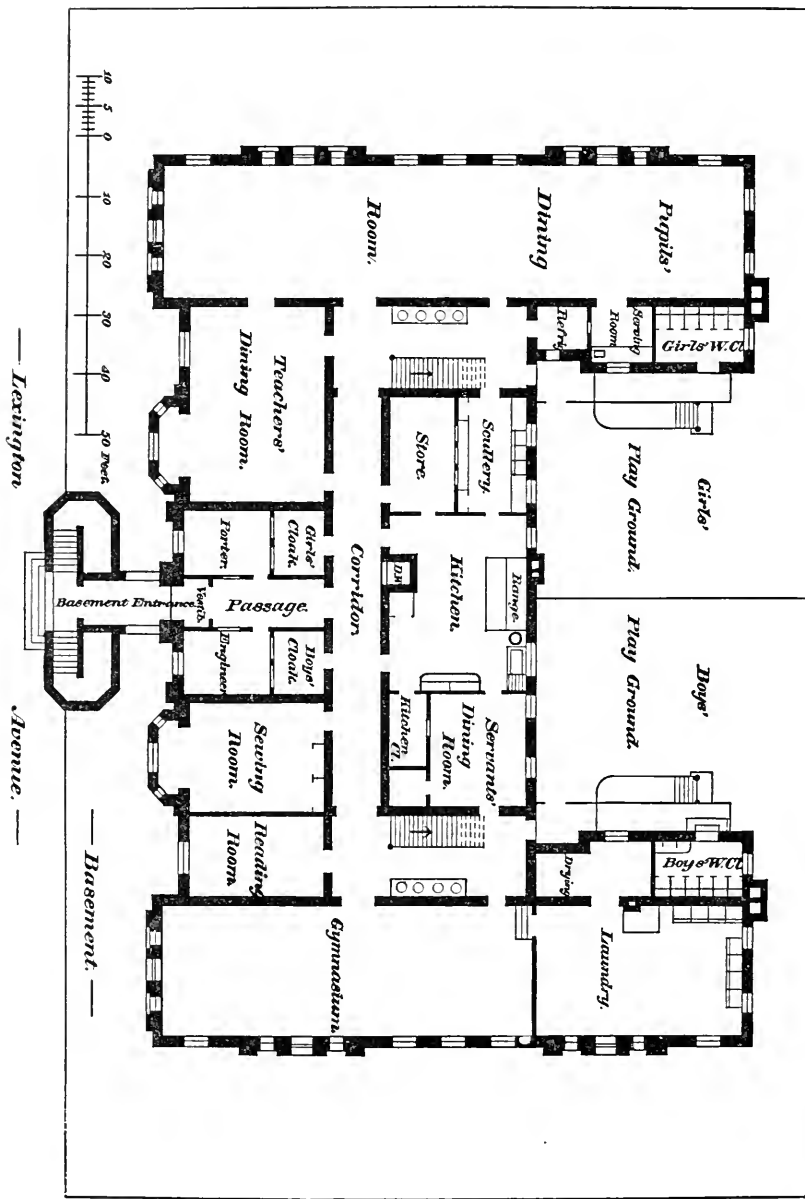 10 5 0 10 20 30 40 50 Feet.
Pupils'
Dining
Room.
Girls' W.Cl
Serving
Room
Refrig
Girls'
Play Ground.
Boys'
Play Ground.
Teachers'
Dining Room.
Store.
Scullery.
Kitchen.
Range.
Corridor.
Girls'
Cloak.
Porter
Passage.
Vestib.
Basement Entrance
Boys'
Cloak.
Engineer
Kitchen
Cl.
Servants'
Dining
Room.
Sewing
Room.
Reading
Room.
Boys' W.Cl
Drying
Laundry.
Gymnasium.
— Lexington Avenue. —
— Basement. —